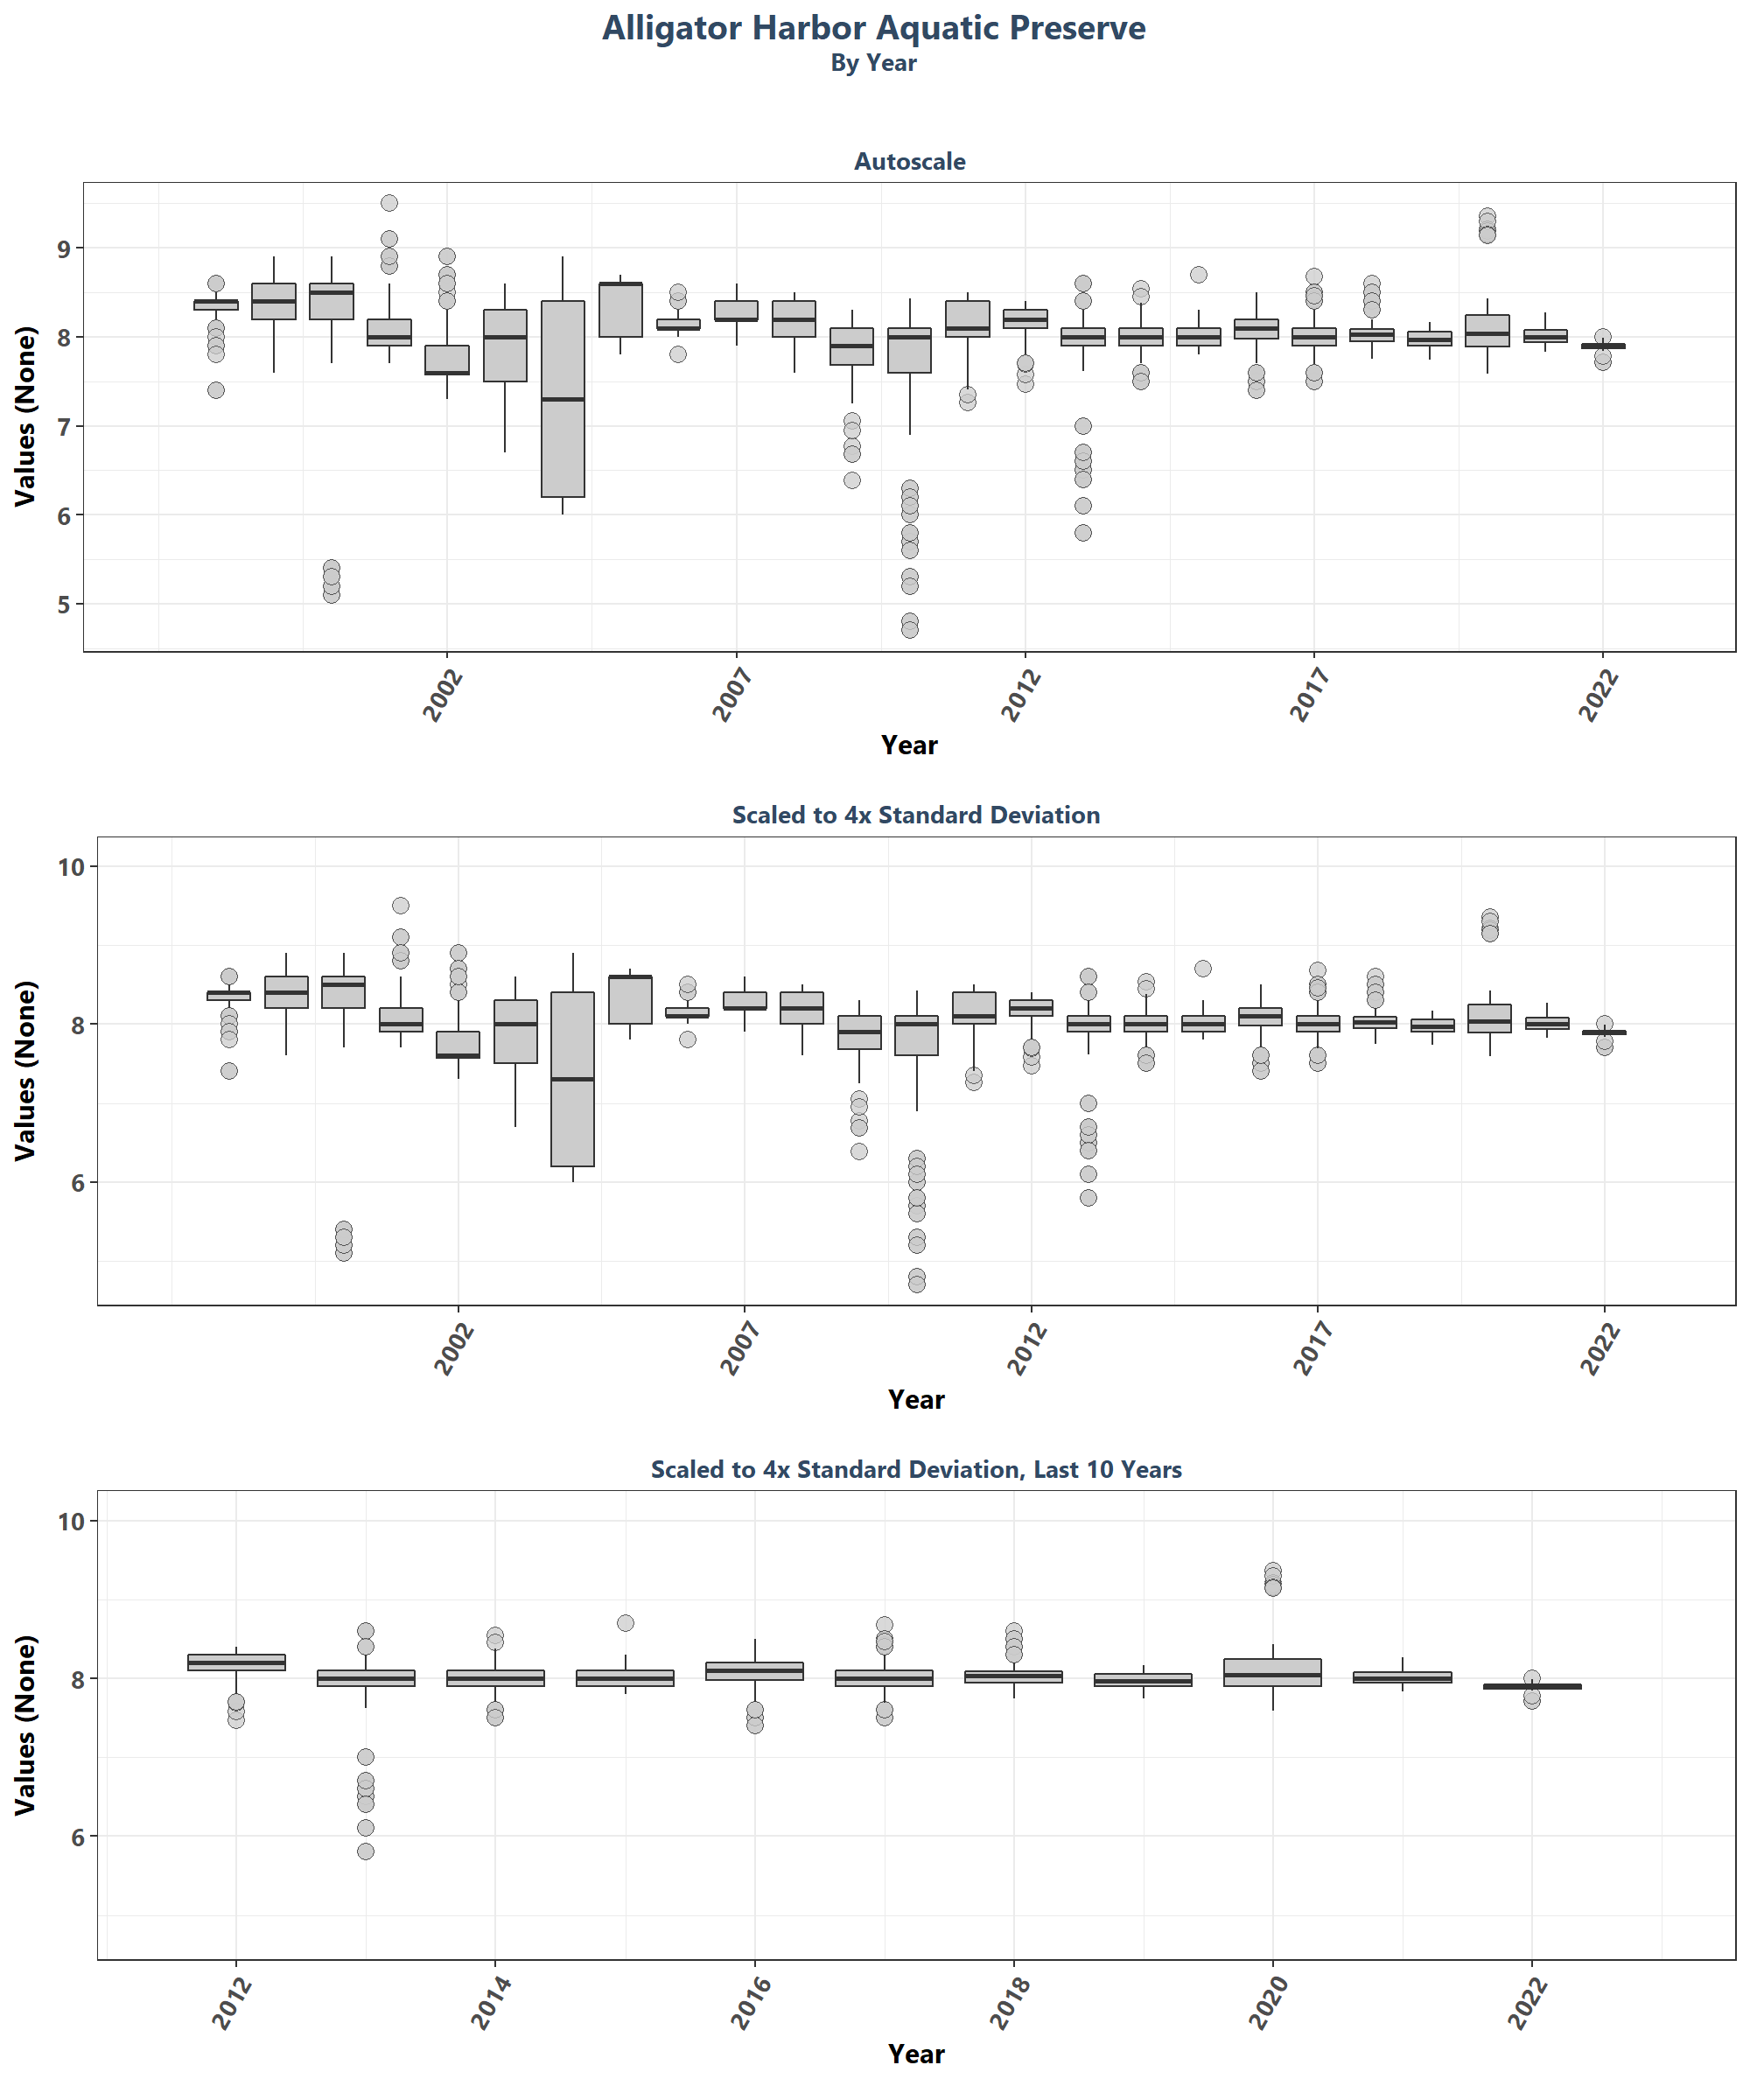 Alligator Harbor Aquatic Preserve
By Year
Autoscale
Values (None)
9
8
7
6
5
2002 2007 2012 2017 2022
Year
Scaled to 4x Standard Deviation
Values (None)
10
8
6
2002 2007 2012 2017 2022
Year
Scaled to 4x Standard Deviation, Last 10 Years
Values (None)
10
8
6
2012 2014 2016 2018 2020 2022
Year